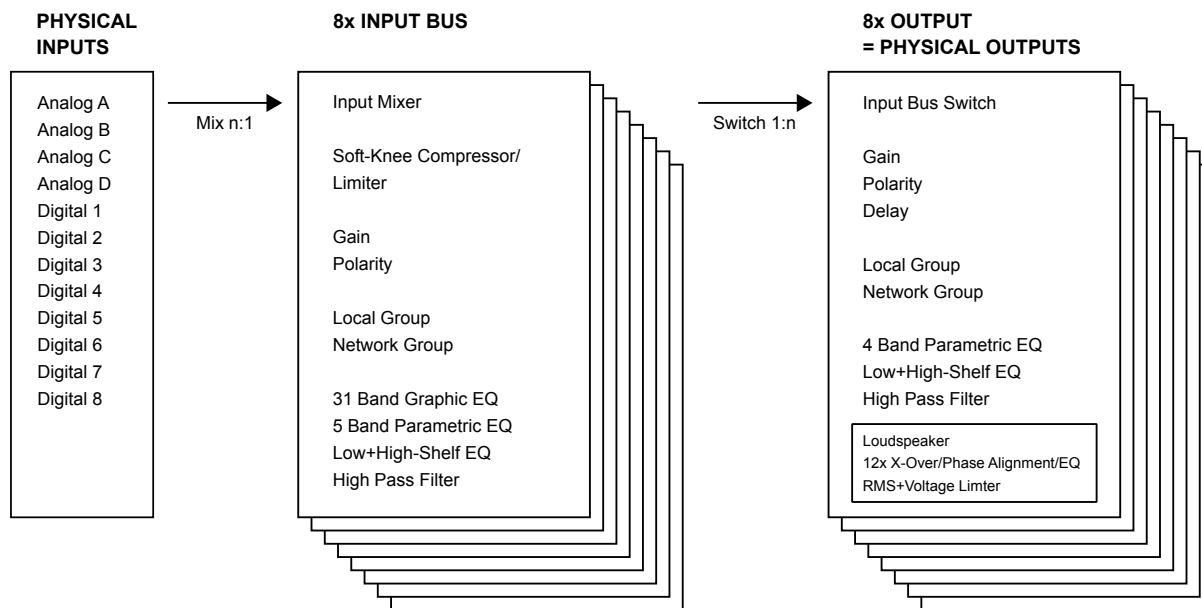 PHYSICAL
INPUTS
Analog A
Analog B
Analog C
Analog D
Digital 1
Digital 2
Digital 3
Digital 4
Digital 5
Digital 6
Digital 7
Digital 8
Mix n:1
8x INPUT BUS
Input Mixer
Soft-Knee Compressor/
Limiter
Gain
Polarity
Local Group
Network Group
31 Band Graphic EQ
5 Band Parametric EQ
Low+High-Shelf EQ
High Pass Filter
Switch 1:n
8x OUTPUT
= PHYSICAL OUTPUTS
Input Bus Switch
Gain
Polarity
Delay
Local Group
Network Group
4 Band Parametric EQ
Low+High-Shelf EQ
High Pass Filter
Loudspeaker
12x X-Over/Phase Alignment/EQ
RMS+Voltage Limter